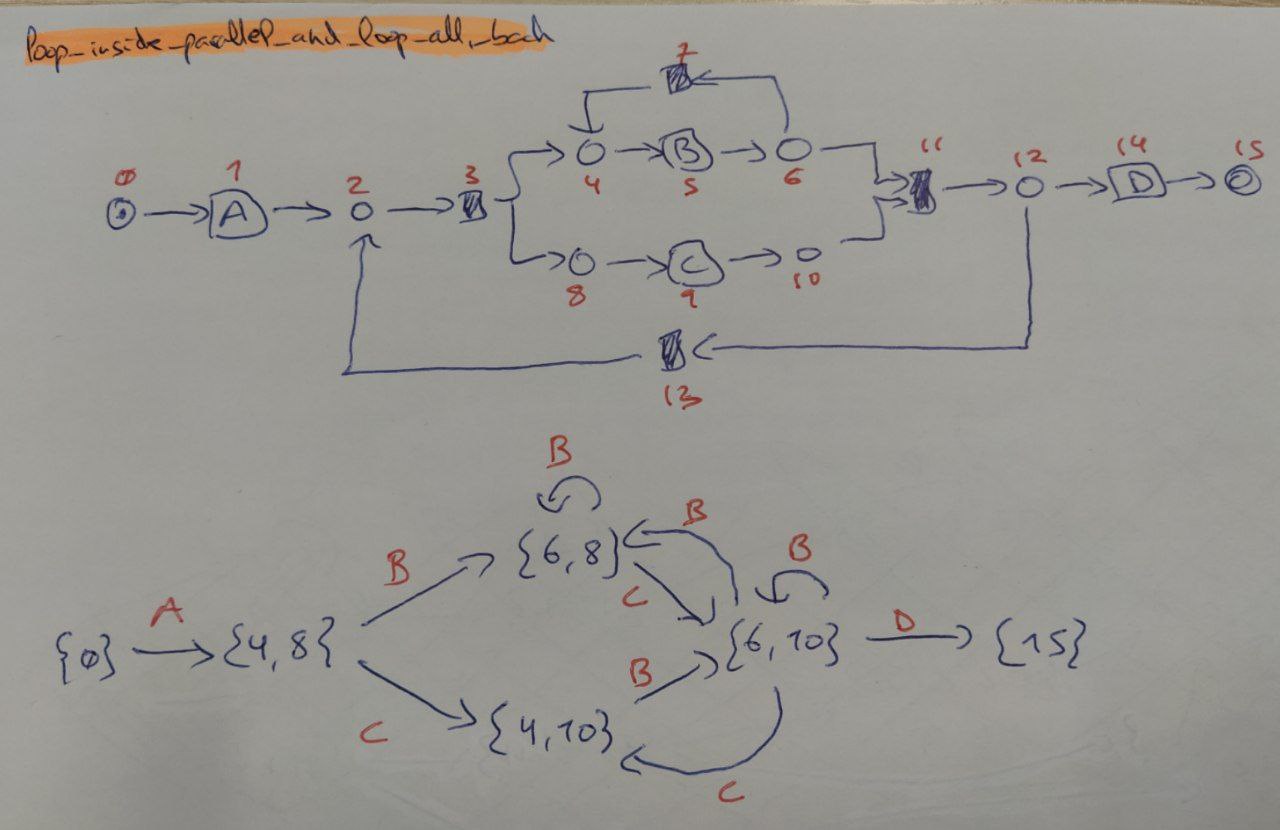 loop_inside_parallel_and_loop_all_back
7
0 1 2 3 4 B 5 6 11 12 14 15
A D
8 C 9 10
13
B
{6,8} B B
B C
A D
{0} {4,8} {6,10} {15}
B
C {4,10}
C